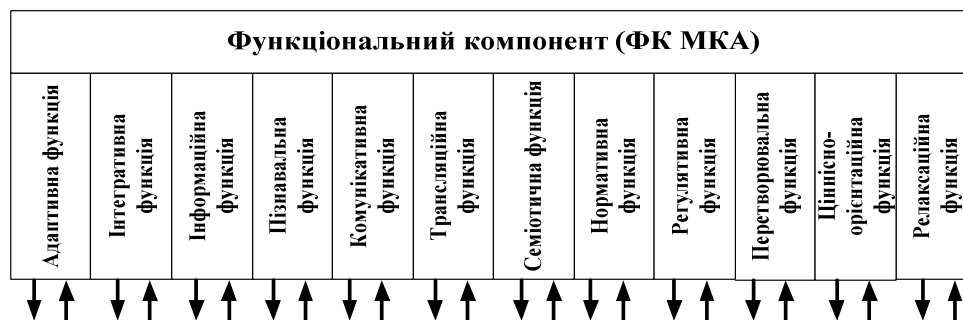 Функціональний компонент (ФК МКА)
Адаптивна функція
Інтегративна
функція
Інформаційна
функція
Пізнавальна
функція
Комунікативна
функція
Трансляційна
функція
Семіотична функція
Нормативна
функція
Регулятивна
функція
Перетворювальна
функція
Ціннісно-
орієнтаційна
функція
Релаксаційна
функція